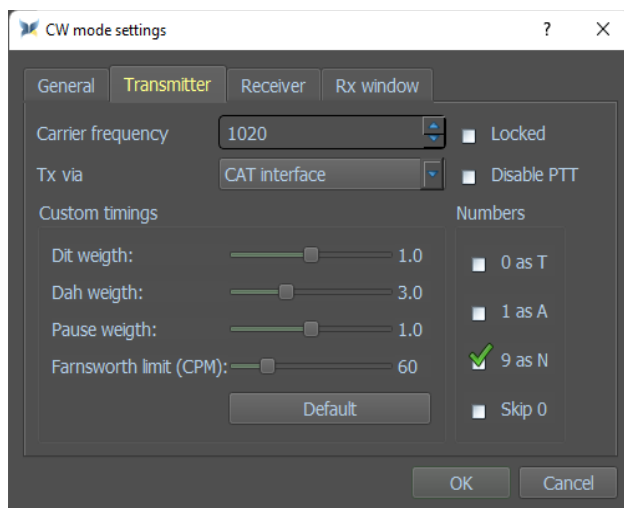 CW mode settings ?
General Transmitter Receiver Rx window
Carrier frequency 1020 Locked
Tx via CAT interface Disable PTT
Custom timings Numbers
Dit weigth: 1.0 0 as T
Dah weigth: 3.0 1 as A
Pause weigth: 1.0 9 as N
Farnsworth limit (CPM): 60 Skip 0
Default
OK Cancel